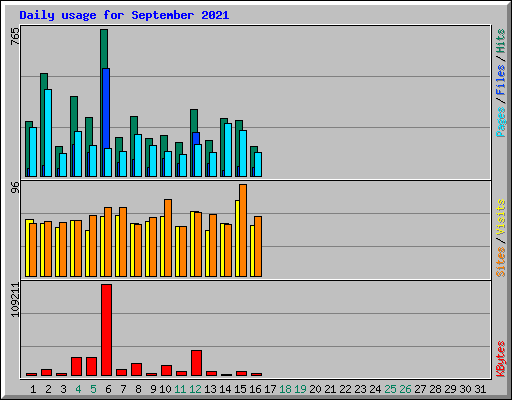 Daily usage for September 2021
765
Pages/Files/Hits
96
Sites/Visits
109211
KBytes
1 2 3 4 5 6 7 8 9 10 11 12 13 14 15 16 17 18 19 20 21 22 23 24 25 26 27 28 29 30 31